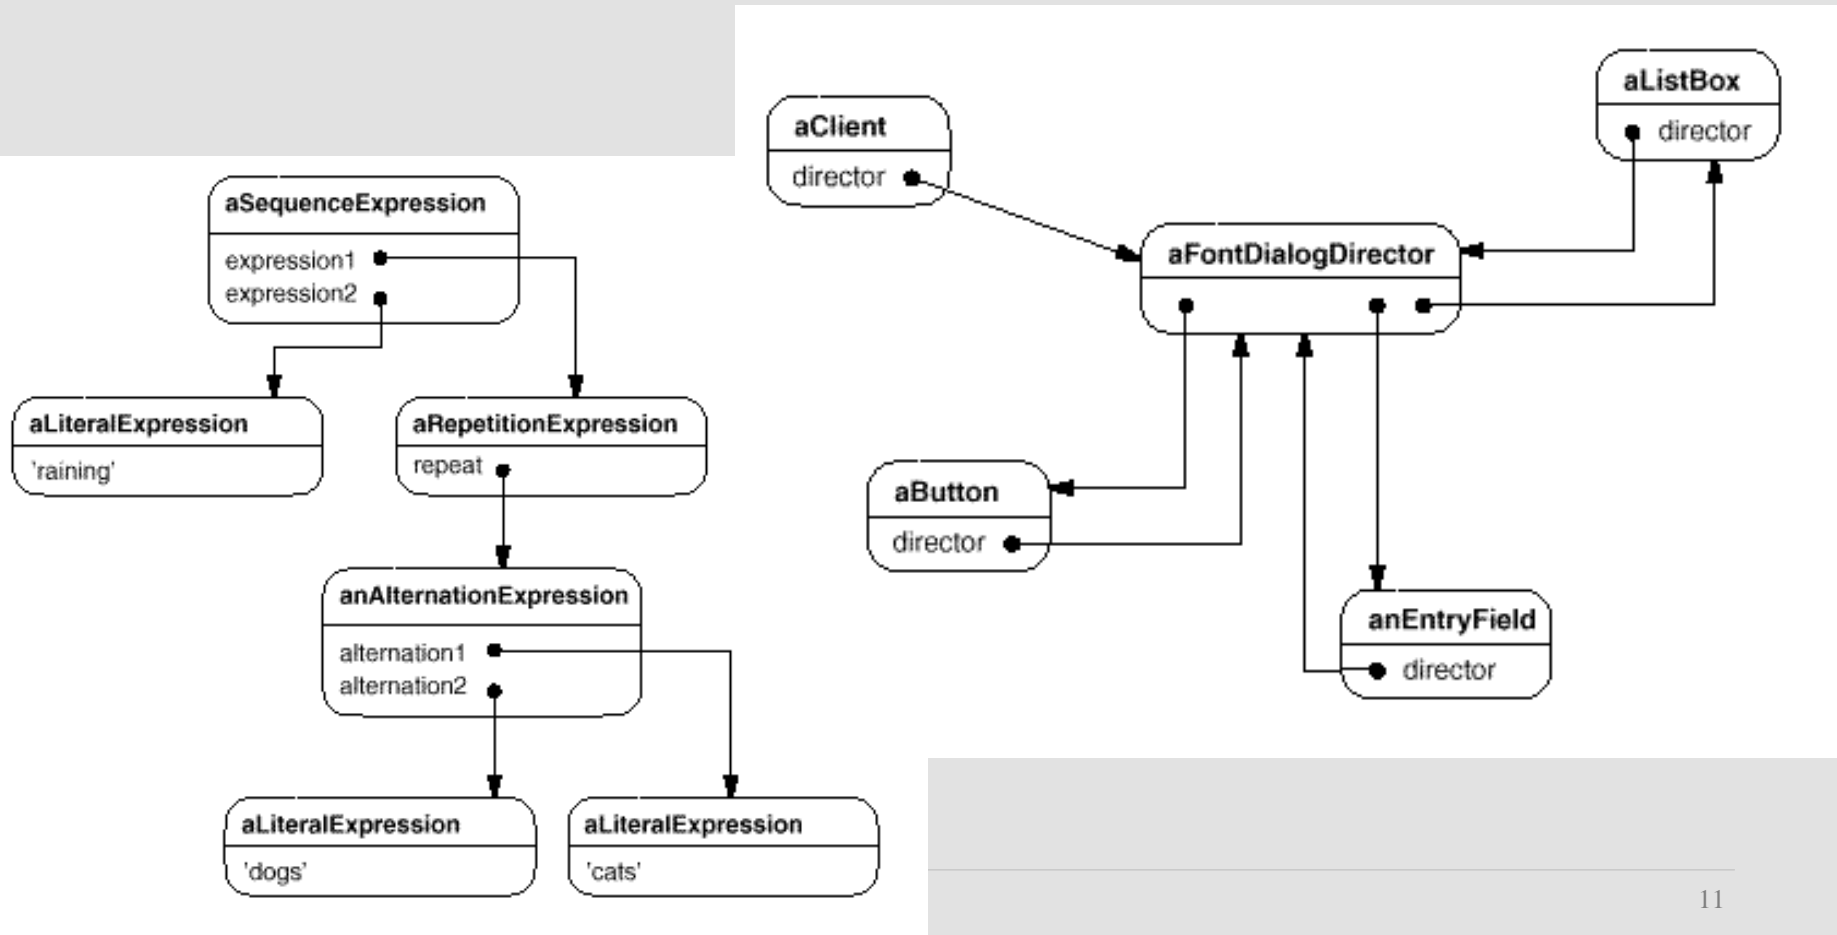 aSequenceExpression
expression1
expression2
aLiteralExpression
'raining'
aRepetitionExpression
repeat
anAlternationExpression
alternation1
alternation2
aLiteralExpression
'dogs'
aLiteralExpression
'cats'
aClient
director
aListBox
director
aFontDialogDirector
aButton
director
anEntryField
director
11